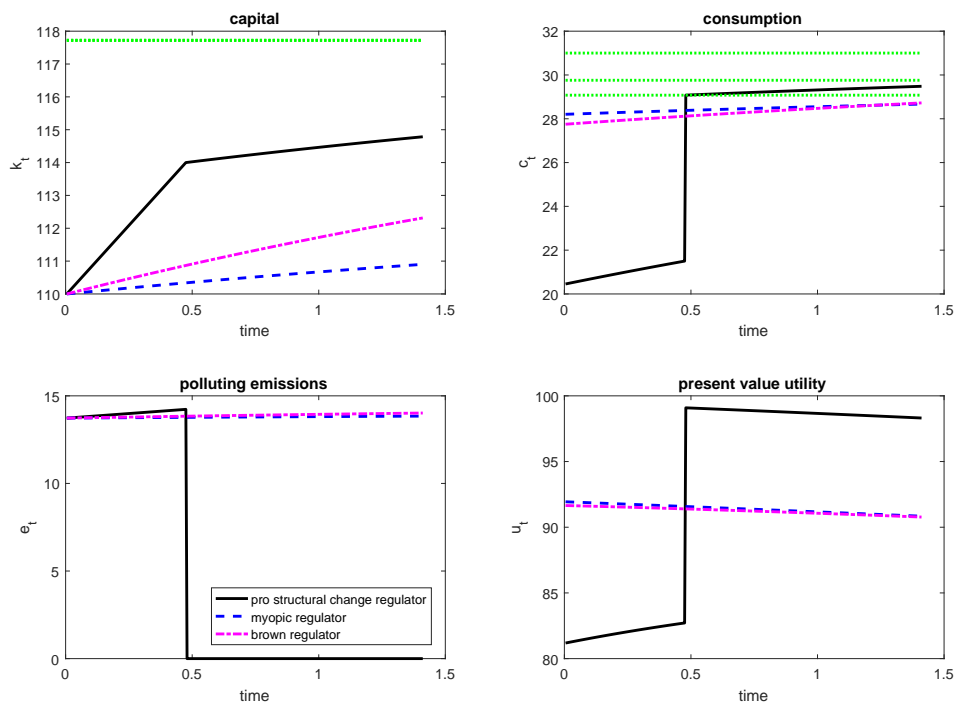 capital
118
117
116
115
114
113
112
111
110
k_t
0
0.5
1
1.5
time
consumption
32
30
28
26
24
22
20
c_t
0
0.5
1
1.5
time
polluting emissions
15
10
5
0
e_t
0
0.5
1
1.5
time
pro structural change regulator
myopic regulator
brown regulator
present value utility
100
95
90
85
80
u_t
0
0.5
1
1.5
time